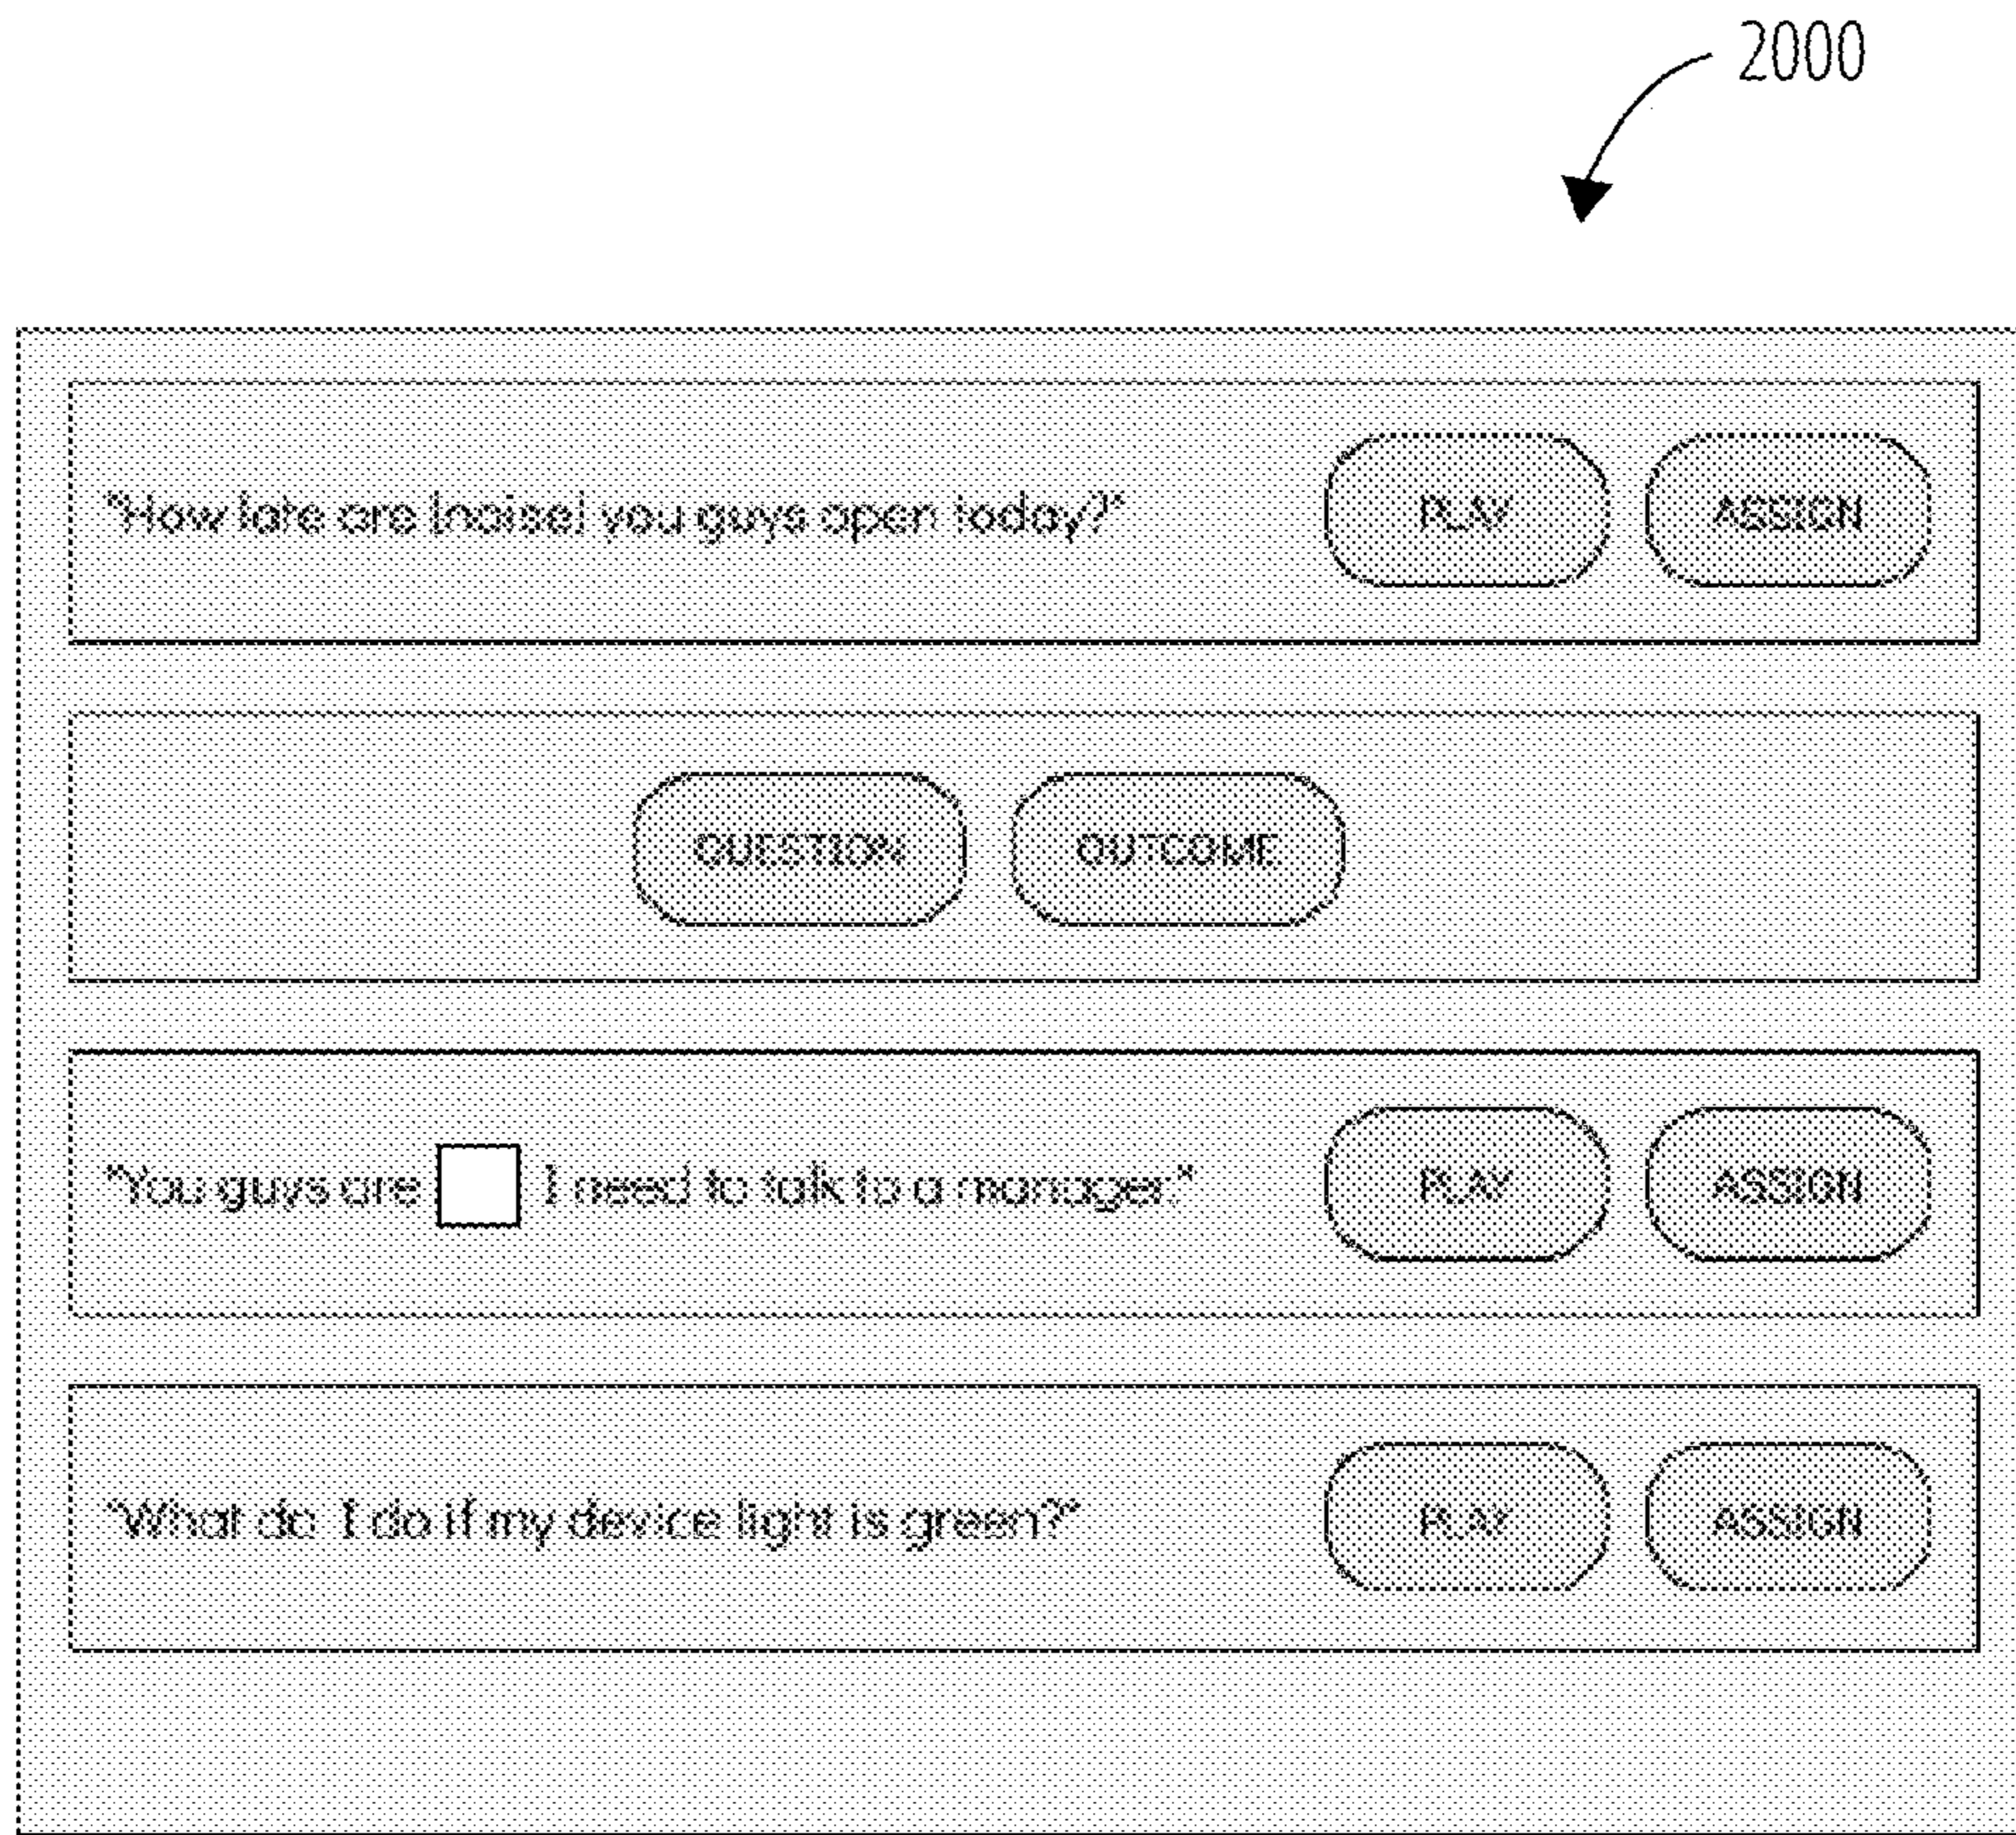 2000
"How late are [noise] you guys open today?" PLAY ASSIGN
QUESTION OUTCOME
"You guys are I need to talk to a manager." PLAY ASSIGN
"What do I do if my device light is green?" PLAY ASSIGN